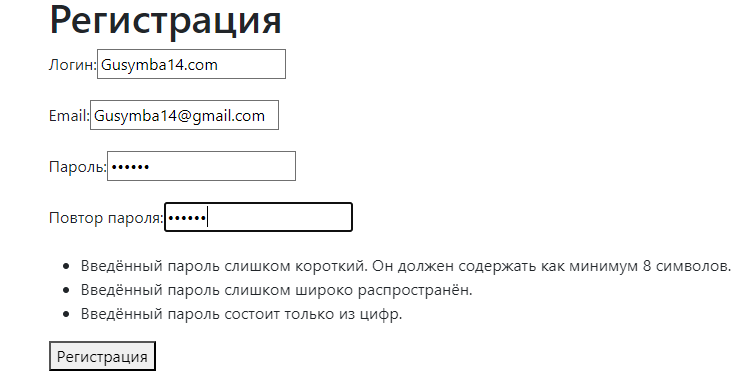 Регистрация
Логин: Gusymba14.com
Email: Gusymba14@gmail.com
Пароль: ••••••
Повтор пароля: ••••••
• Введённый пароль слишком короткий. Он должен содержать как минимум 8 символов.
• Введённый пароль слишком широко распространён.
• Введённый пароль состоит только из цифр.
Регистрация